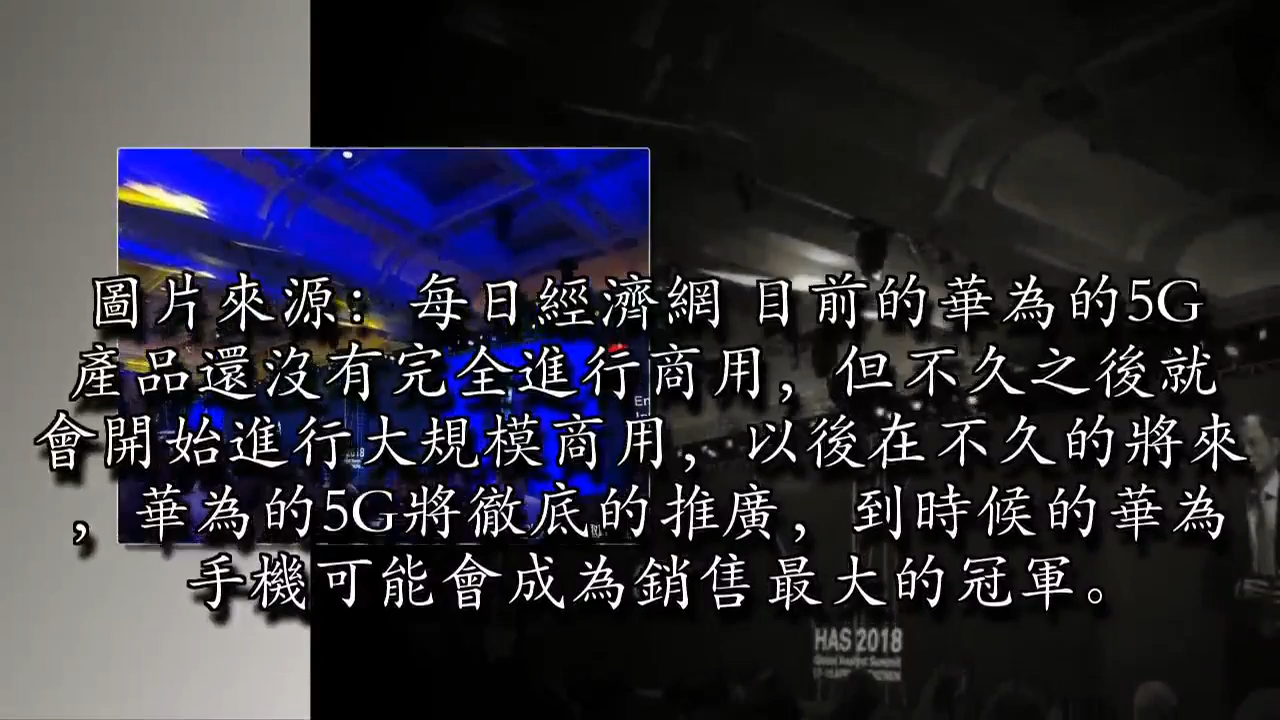 圖片來源：每日經濟網 目前的華為的5G
產品還沒有完全進行商用，但不久之後就
會開始進行大規模商用，以後在不久的將來
，華為的5G將徹底的推廣，到時候的華為
手機可能會成為銷售最大的冠軍。
HAS 2018
Global Analyst Summit